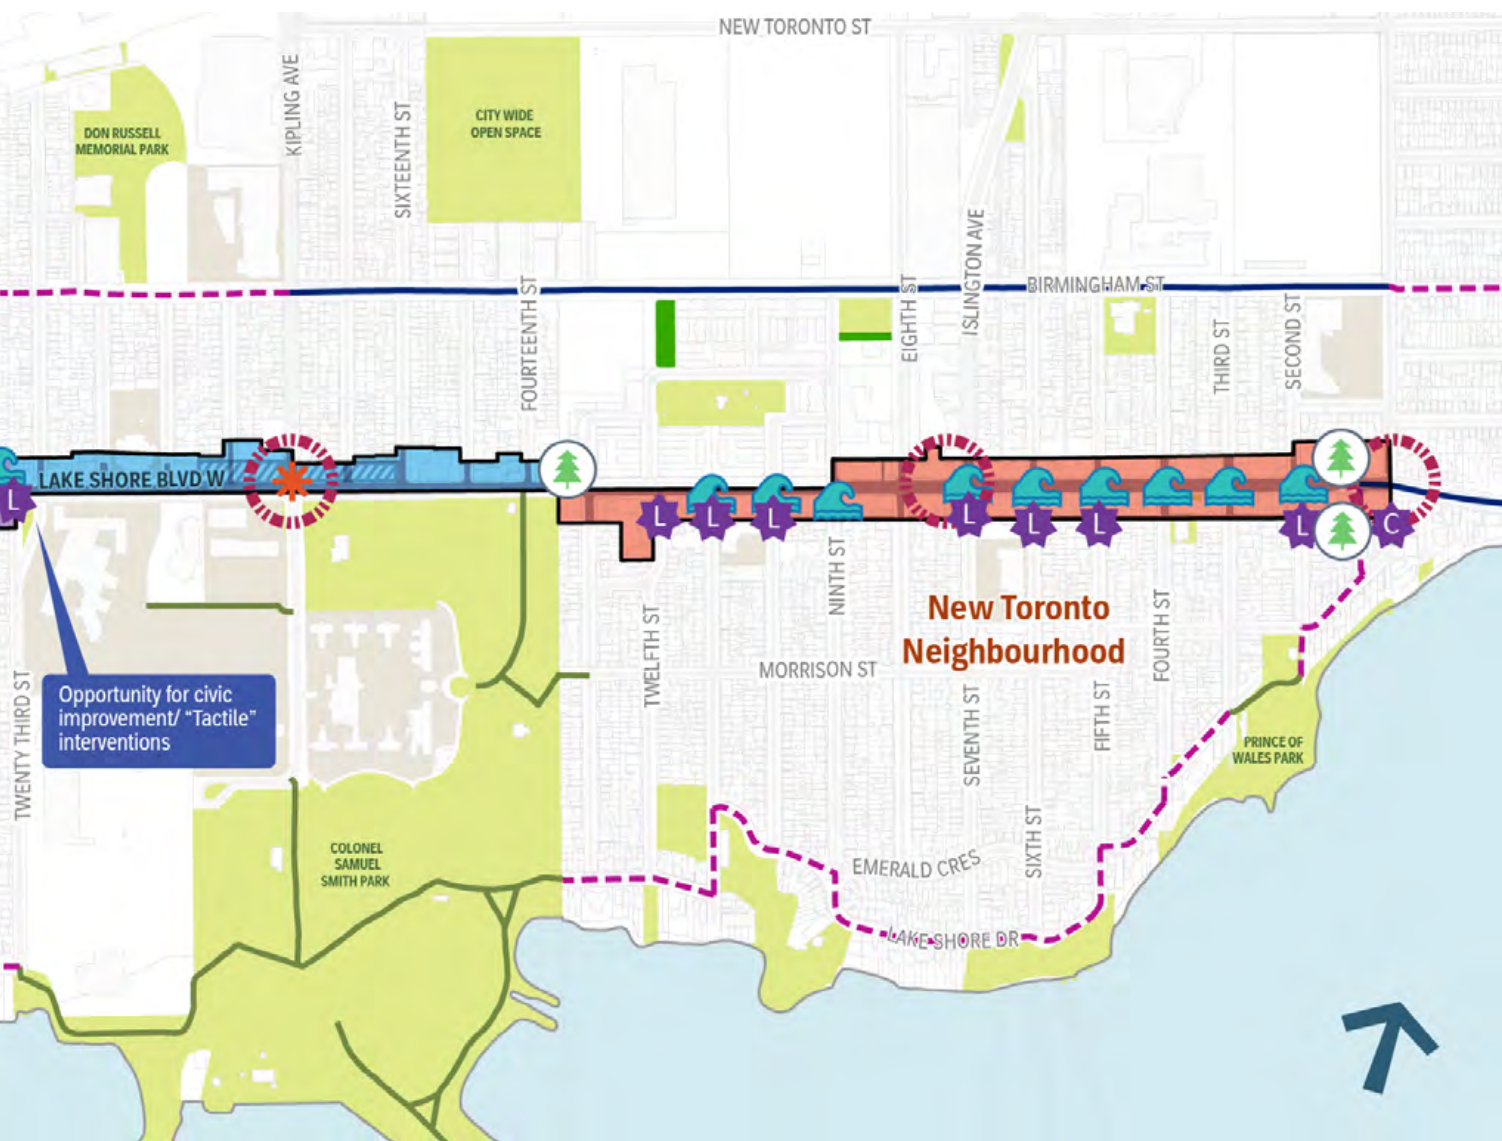 NEW TORONTO ST
KIPLING AVE
SIXTEENTH ST
CITY WIDE
OPEN SPACE
DON RUSSELL
MEMORIAL PARK
ISLINGTON AVE
BIRMINGHAM ST
EIGHTH ST
FOURTEENTH ST
THIRD ST
SECOND ST
LAKE SHORE BLVD W
L
L
L
L
L
L
L
L
C
NINTH ST
New Toronto
Neighbourhood
TWELFTH ST
MORRISON ST
FOURTH ST
SEVENTH ST
FIFTH ST
Opportunity for civic
improvement/ “Tactile”
interventions
TWENTY THIRD ST
PRINCE OF
WALES PARK
SIXTH ST
COLONEL
SAMUEL
SMITH PARK
EMERALD CRES
LAKE SHORE DR